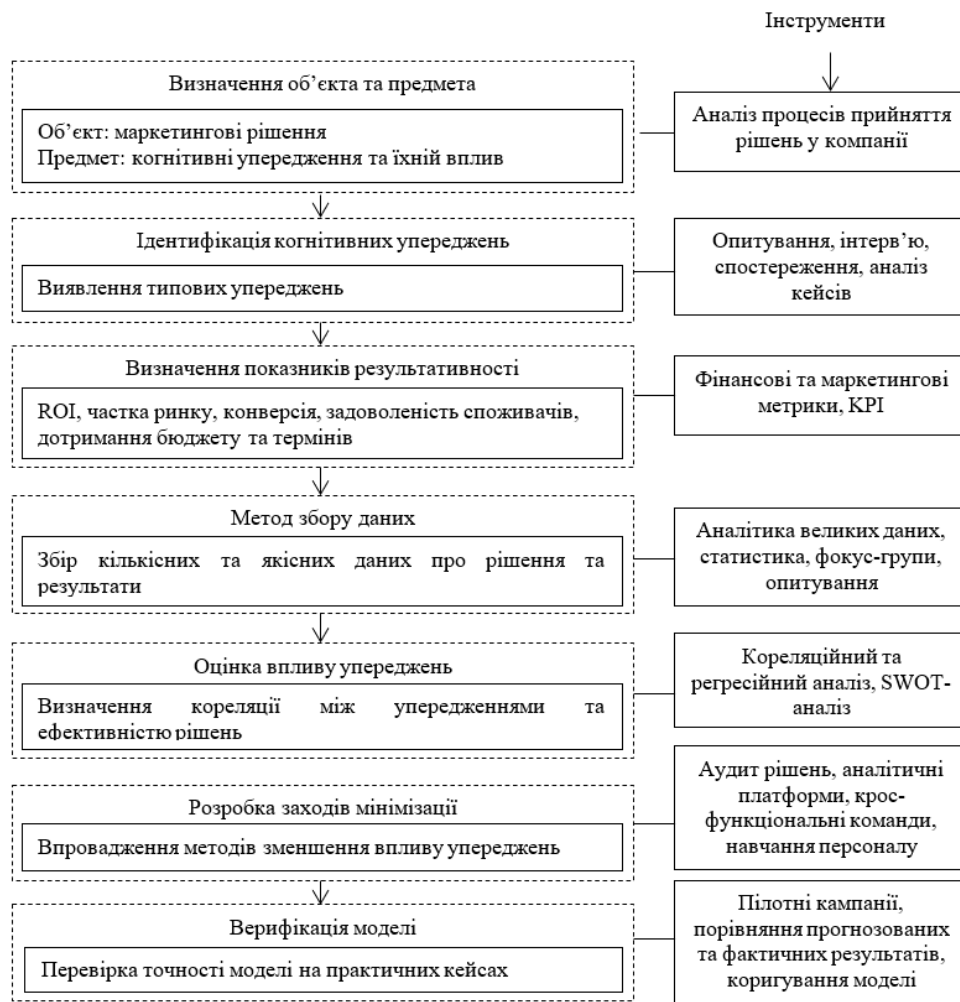 Інструменти
Визначення об’єкта та предмета
Об’єкт: маркетингові рішення
Предмет: когнітивні упередження та їхній вплив
Аналіз процесів прийняття
рішень у компанії
Ідентифікація когнітивних упереджень
Виявлення типових упереджень
Опитування, інтерв’ю,
спостереження, аналіз
кейсів
Визначення показників результативності
ROI, частка ринку, конверсія, задоволеність споживачів,
дотримання бюджету та термінів
Фінансові та маркетингові
метрики, KPI
Метод збору даних
Збір кількісних та якісних даних про рішення та
результати
Аналітика великих даних,
статистика, фокус-групи,
опитування
Оцінка впливу упереджень
Визначення кореляції між упередженнями та
ефективністю рішень
Кореляційний та
регресійний аналіз, SWOT-
аналіз
Розробка заходів мінімізації
Впровадження методів зменшення впливу упереджень
Аудит рішень, аналітичні
платформи, крос-
функціональні команди,
навчання персоналу
Верифікація моделі
Перевірка точності моделі на практичних кейсах
Пілотні кампанії,
порівняння прогнозованих
та фактичних результатів,
коригування моделі